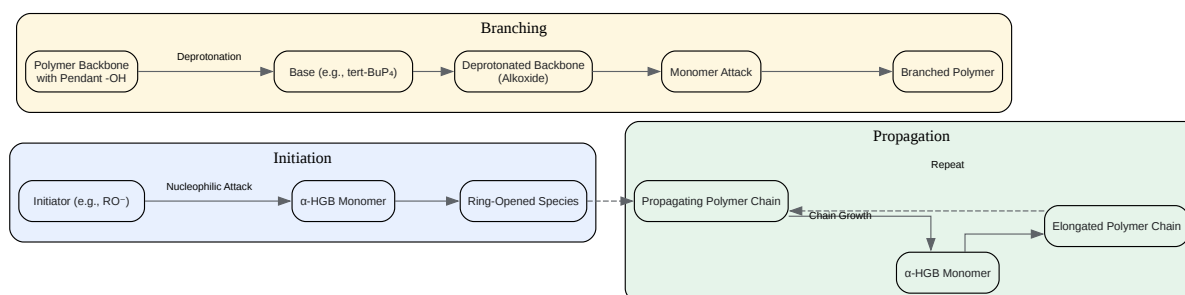 Branching
Polymer Backbone
with Pendant -OH
Deprotonation
Base (e.g., tert-BuP₄)
Deprotonated Backbone
(Alkoxide)
Monomer Attack
Branched Polymer
Initiation
Initiator (e.g., RO⁻)
Nucleophilic Attack
α-HGB Monomer
Ring-Opened Species
Propagation
Repeat
Propagating Polymer Chain
Chain Growth
Elongated Polymer Chain
α-HGB Monomer